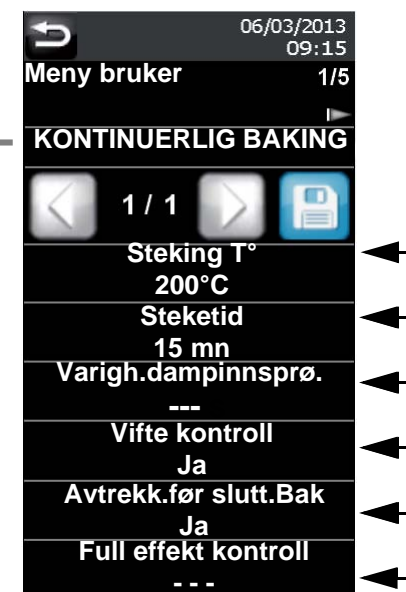 06/03/2013
09:15
Meny bruker 1/5
KONTINUERLIG BAKING
1 / 1
Steking T°
200°C
Steketid
15 mn
Varigh.dampinnsprø.
---
Vifte kontroll
Ja
Avtrekk.før slutt.Bak
Ja
Full effekt kontroll
- - -